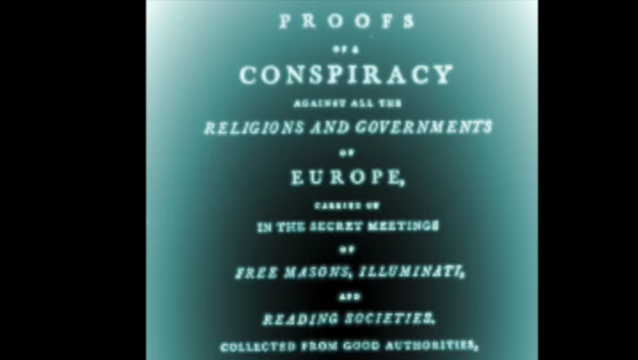 PROOFS
OF A
CONSPIRACY
AGAINST ALL THE
RELIGIONS AND GOVERNMENTS
OF
EUROPE,
CARRIED ON
IN THE SECRET MEETINGS
OF
FREE MASONS, ILLUMINATI,
AND
READING SOCIETIES.
COLLECTED FROM GOOD AUTHORITIES,